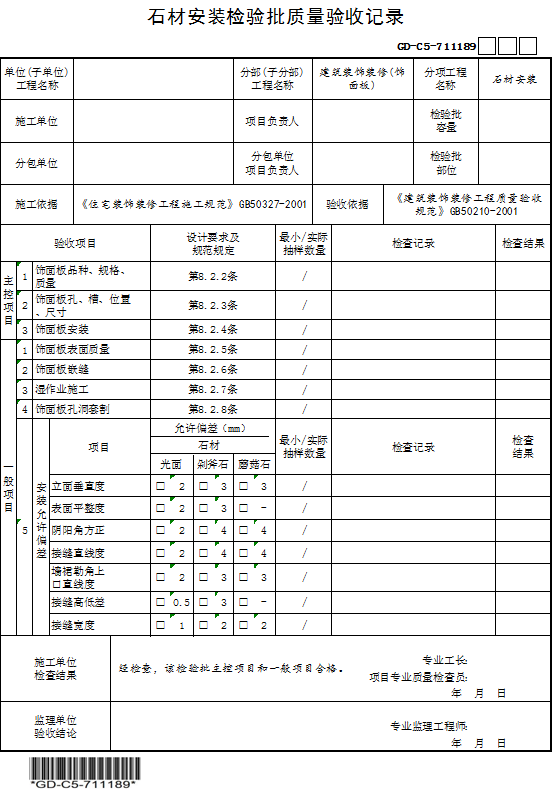 石材安装检验批质量验收记录
GD-C5-711189
单位(子单位)
工程名称
分部(子分部)
工程名称
建筑装饰装修(饰
面板)
分项工程
名称
石材安装
施工单位
项目负责人
检验批
容量
分包单位
分包单位
项目负责人
检验批
部位
施工依据
《住宅装饰装修工程施工规范》GB50327-2001
验收依据
《建筑装饰装修工程质量验收
规范》GB50210-2001
验收项目
设计要求及
规范规定
最小/实际
抽样数量
检查记录
检查结果
主控项目
1 饰面板品种、规格、
质量
第8.2.2条
/
2 饰面板孔、槽、位置
、尺寸
第8.2.3条
/
3 饰面板安装 第8.2.4条 /
一般项目
1 饰面板表面质量 第8.2.5条 /
2 饰面板嵌缝 第8.2.6条 /
3 湿作业施工 第8.2.7条 /
4 饰面板孔洞套割 第8.2.8条 /
5
安装允许偏差
项目
允许偏差(mm)
石材
光面 剁斧石 蘑菇石
最小/实际
抽样数量
检查记录
检查
结果
立面垂直度 □ 2 □ 3 □ 3 /
表面平整度 □ 2 □ 3 □ - /
阴阳角方正 □ 2 □ 4 □ 4 /
接缝直线度 □ 2 □ 4 □ 4 /
墙裙勒角上
口直线度 □ 2 □ 3 □ 3 /
接缝高低差 □ 0.5 □ 3 □ - /
接缝宽度 □ 1 □ 2 □ 2 /
施工单位
检查结果
经检查，该检验批主控项目和一般项目合格。
专业工长:
项目专业质量检查员:
年 月 日
监理单位
验收结论
专业监理工程师:
年 月 日
*GD-C5-711189*